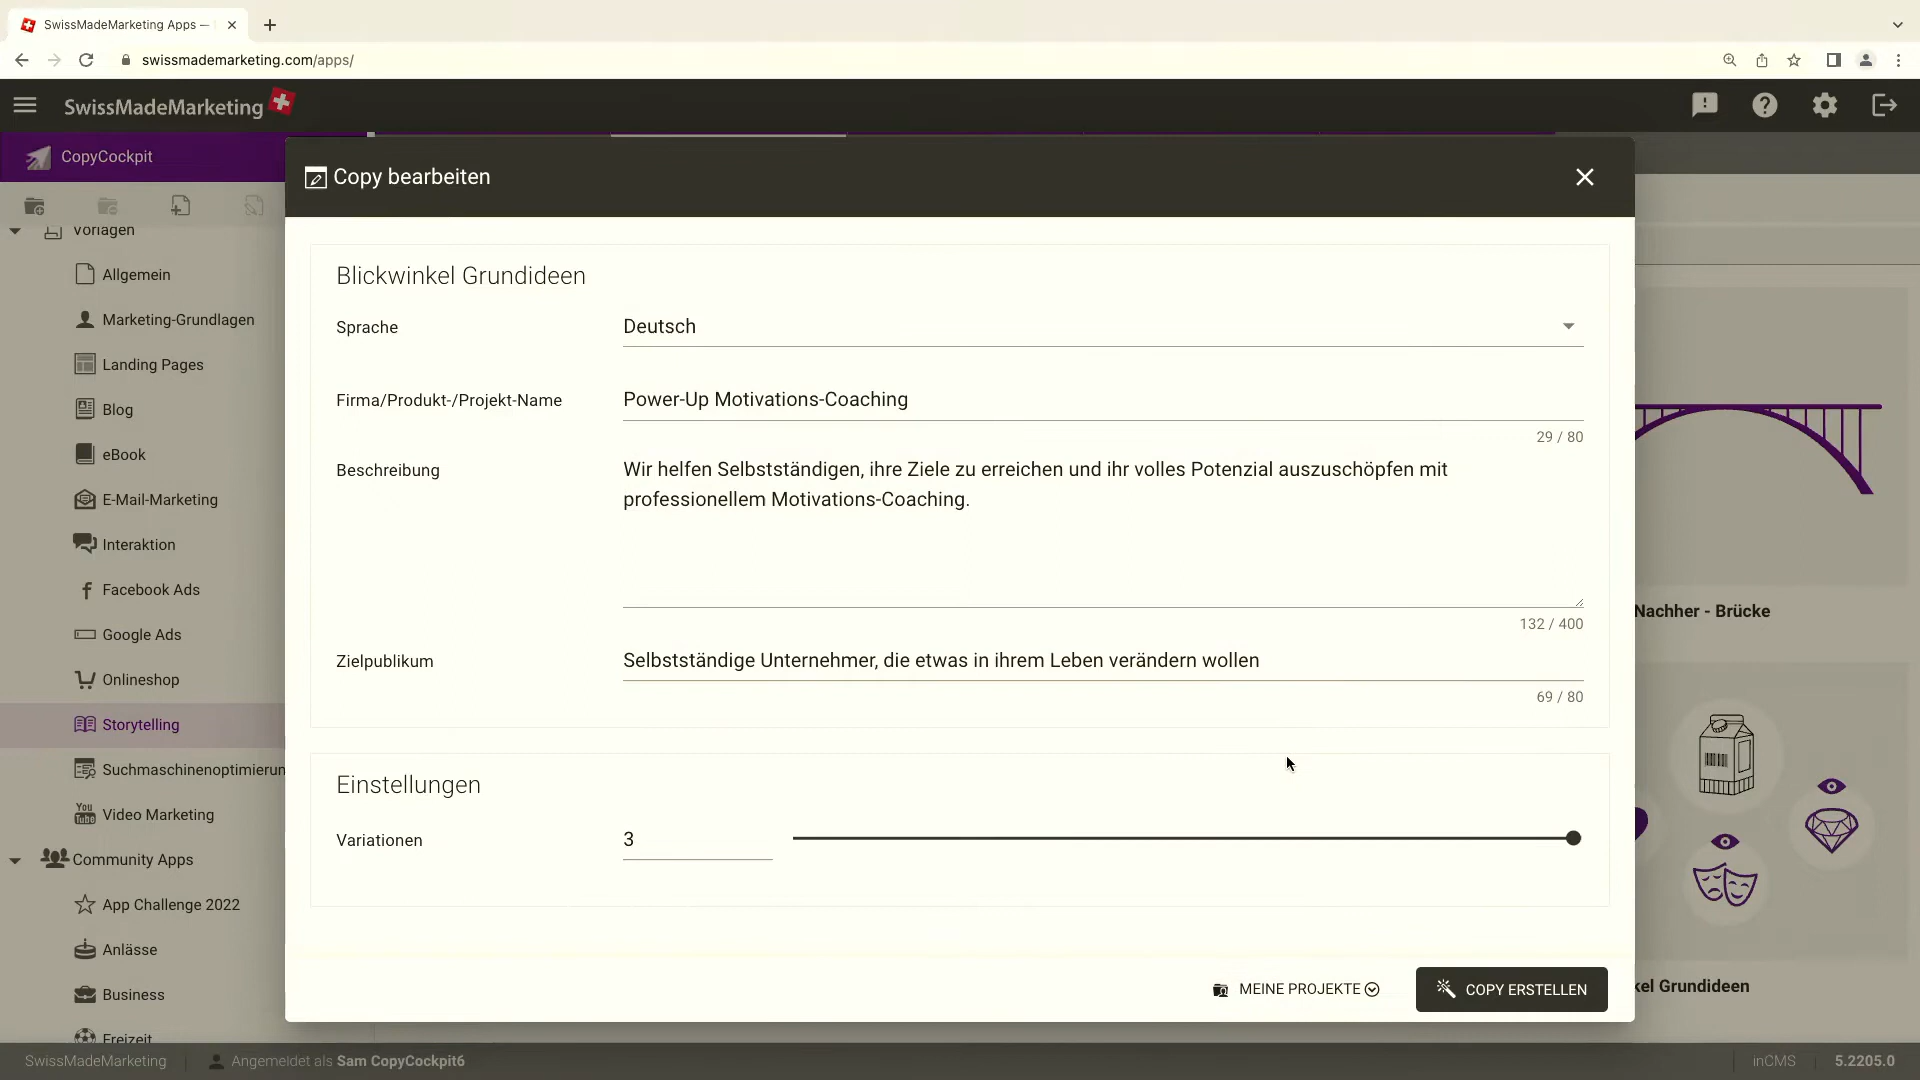 SwissMadeMarketing Apps —
swissmademarketing.com/apps/
SwissMadeMarketing
CopyCockpit
Vorlagen
Allgemein
Marketing-Grundlagen
Landing Pages
Blog
eBook
E-Mail-Marketing
Interaktion
Facebook Ads
Google Ads
Onlineshop
Storytelling
Suchmaschinenoptimierun
You Tube Video Marketing
Community Apps
App Challenge 2022
Anlässe
Business
Freizeit
Copy bearbeiten
Blickwinkel Grundideen
Sprache
Deutsch
Firma/Produkt-/Projekt-Name
Power-Up Motivations-Coaching
29 / 80
Beschreibung
Wir helfen Selbstständigen, ihre Ziele zu erreichen und ihr volles Potenzial auszuschöpfen mit
professionellem Motivations-Coaching.
132 / 400
Zielpublikum
Selbstständige Unternehmer, die etwas in ihrem Leben verändern wollen
69 / 80
Einstellungen
Variationen
3
MEINE PROJEKTE
COPY ERSTELLEN
Nachher - Brücke
kel Grundideen
SwissMadeMarketing
Angemeldet als Sam CopyCockpit6
inCMS
5.2205.0